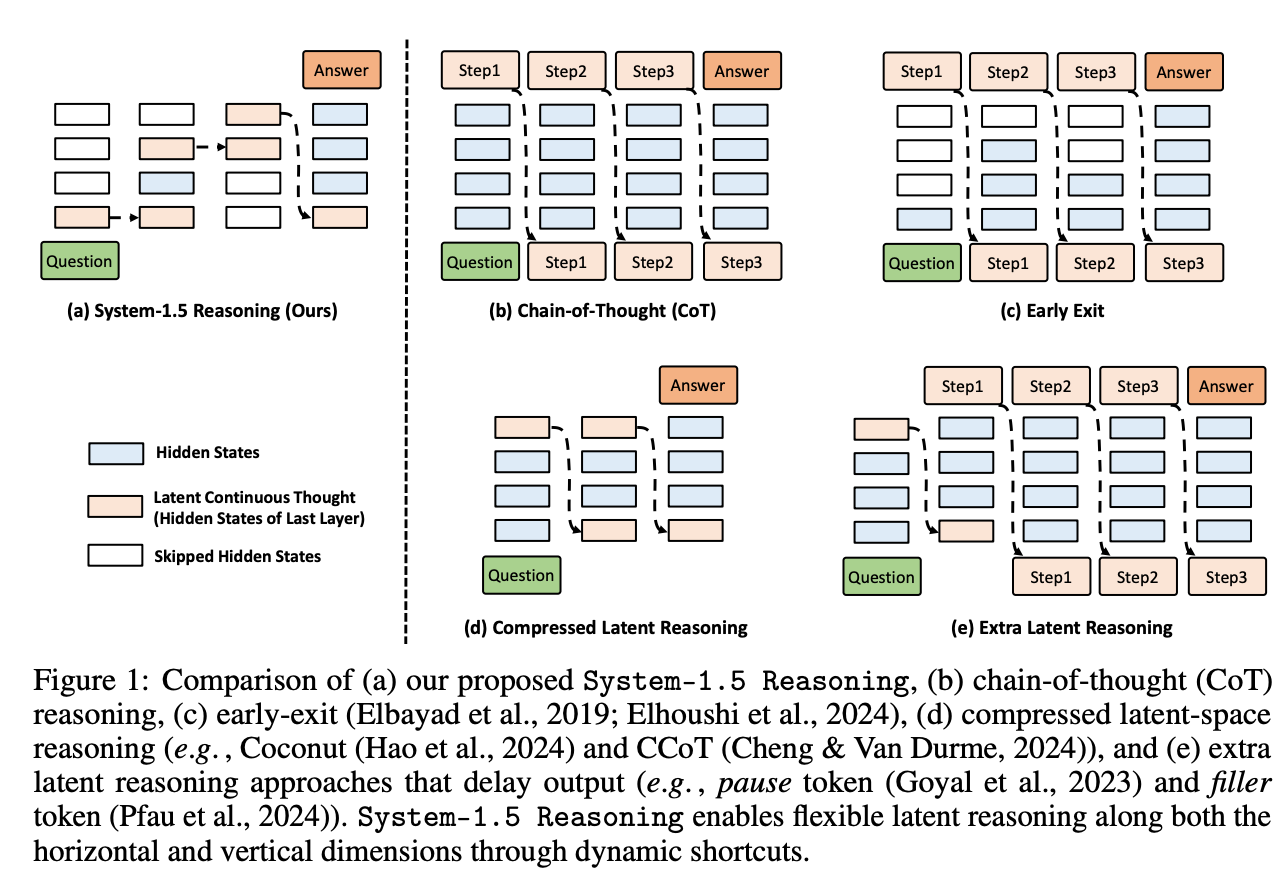 Answer
Question
(a) System-1.5 Reasoning (Ours)
Step1 Step2 Step3 Answer
Question Step1 Step2 Step3
(b) Chain-of-Thought (CoT)
Step1 Step2 Step3 Answer
Question Step1 Step2 Step3
(c) Early Exit
Hidden States
Latent Continuous Thought
(Hidden States of Last Layer)
Skipped Hidden States
Answer
Question
(d) Compressed Latent Reasoning
Step1 Step2 Step3 Answer
Question Step1 Step2 Step3
(e) Extra Latent Reasoning
Figure 1: Comparison of (a) our proposed System-1.5 Reasoning, (b) chain-of-thought (CoT)
reasoning, (c) early-exit (Elbayad et al., 2019; Elhoushi et al., 2024), (d) compressed latent-space
reasoning (e.g., Coconut (Hao et al., 2024) and CCoT (Cheng & Van Durme, 2024)), and (e) extra
latent reasoning approaches that delay output (e.g., pause token (Goyal et al., 2023) and filler
token (Pfau et al., 2024)). System-1.5 Reasoning enables flexible latent reasoning along both the
horizontal and vertical dimensions through dynamic shortcuts.